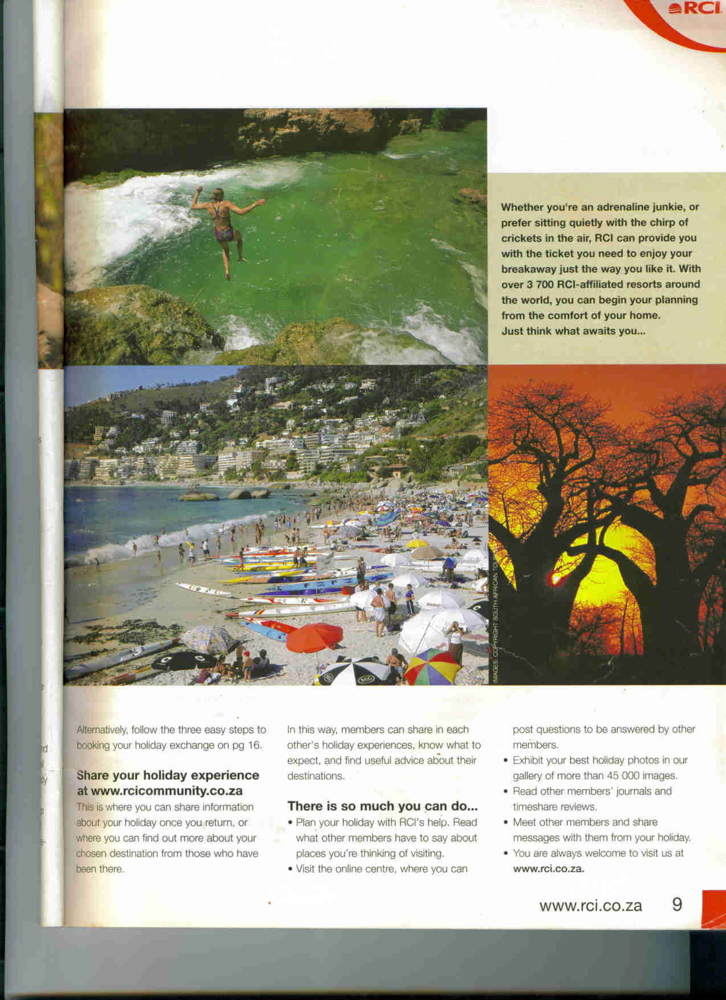 RCI
Whether you're an adrenaline junkie, or
prefer sitting quietly with the chirp of
crickets in the air, RCI can provide you
with the ticket you need to enjoy your
breakaway just the way you like it. With
over 3 700 RCI-affiliated resorts around
the world, you can begin your planning
from the comfort of your home.
Just think what awaits you...
IMAGES: COPYRIGHT SOUTH AFRICAN
Alternatively, follow the three easy steps to
booking your holiday exchange on pg 16.
Share your holiday experience
at www.rcicommunity.co.za
This is where you can share information
about your holiday once you return, or
where you can find out more about your
chosen destination from those who have
been there.
In this way, members can share in each
other's holiday experiences, know what to
expect, and find useful advice about their
destinations.
There is so much you can do...
• Plan your holiday with RCI's help. Read
what other members have to say about
places you're thinking of visiting.
• Visit the online centre, where you can
post questions to be answered by other
members.
• Exhibit your best holiday photos in our
gallery of more than 45 000 images.
• Read other members' journals and
timeshare reviews.
• Meet other members and share
messages with them from your holiday.
• You are always welcome to visit us at
www.rci.co.za.
www.rci.co.za 9